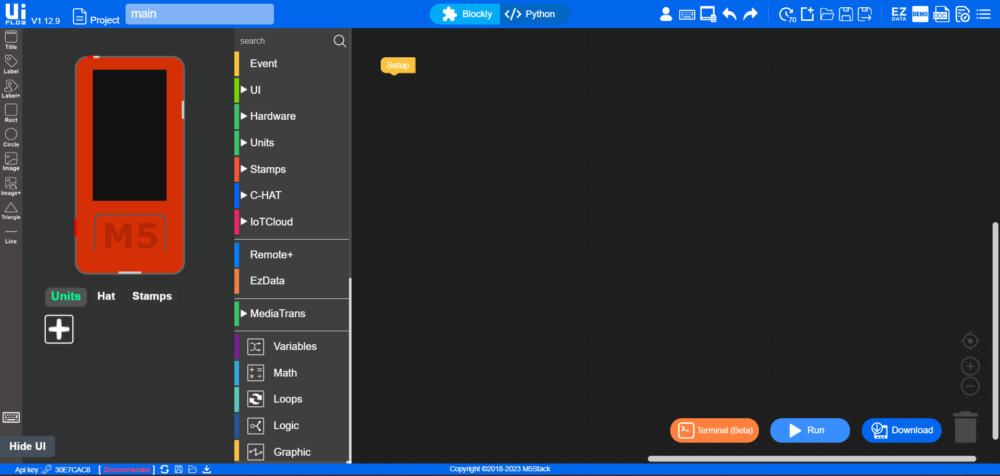 Ui
FLOW
V1.12.9
Project
main
Blockly
Python
70
EZ
DATA
DEMO
DOC
Title
Label
Label+
Rect
Circle
Image
Image+
Triangle
Line
M5
Units
Hat
Stamps
Hide UI
search
Event
UI
Hardware
Units
Stamps
C-HAT
IoTCloud
Remote+
EzData
MediaTrans
Variables
Math
Loops
Logic
Graphic
Setup
Terminal (Beta)
Run
Download
Api key : 30E7CAC8 [ Disconnected ]
Copyright ©2018-2023 M5Stack